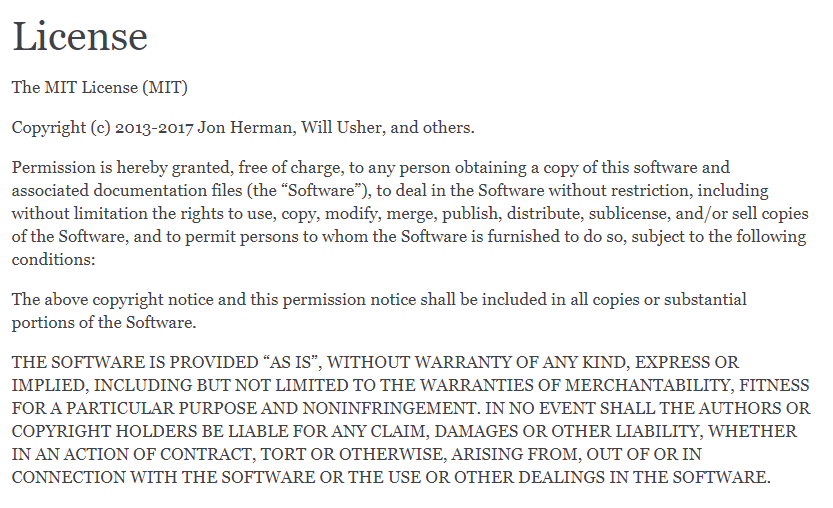 License
The MIT License (MIT)
Copyright (c) 2013-2017 Jon Herman, Will Usher, and others.
Permission is hereby granted, free of charge, to any person obtaining a copy of this software and
associated documentation files (the “Software”), to deal in the Software without restriction, including
without limitation the rights to use, copy, modify, merge, publish, distribute, sublicense, and/or sell copies
of the Software, and to permit persons to whom the Software is furnished to do so, subject to the following
conditions:
The above copyright notice and this permission notice shall be included in all copies or substantial
portions of the Software.
THE SOFTWARE IS PROVIDED “AS IS”, WITHOUT WARRANTY OF ANY KIND, EXPRESS OR
IMPLIED, INCLUDING BUT NOT LIMITED TO THE WARRANTIES OF MERCHANTABILITY, FITNESS
FOR A PARTICULAR PURPOSE AND NONINFRINGEMENT. IN NO EVENT SHALL THE AUTHORS OR
COPYRIGHT HOLDERS BE LIABLE FOR ANY CLAIM, DAMAGES OR OTHER LIABILITY, WHETHER
IN AN ACTION OF CONTRACT, TORT OR OTHERWISE, ARISING FROM, OUT OF OR IN
CONNECTION WITH THE SOFTWARE OR THE USE OR OTHER DEALINGS IN THE SOFTWARE.